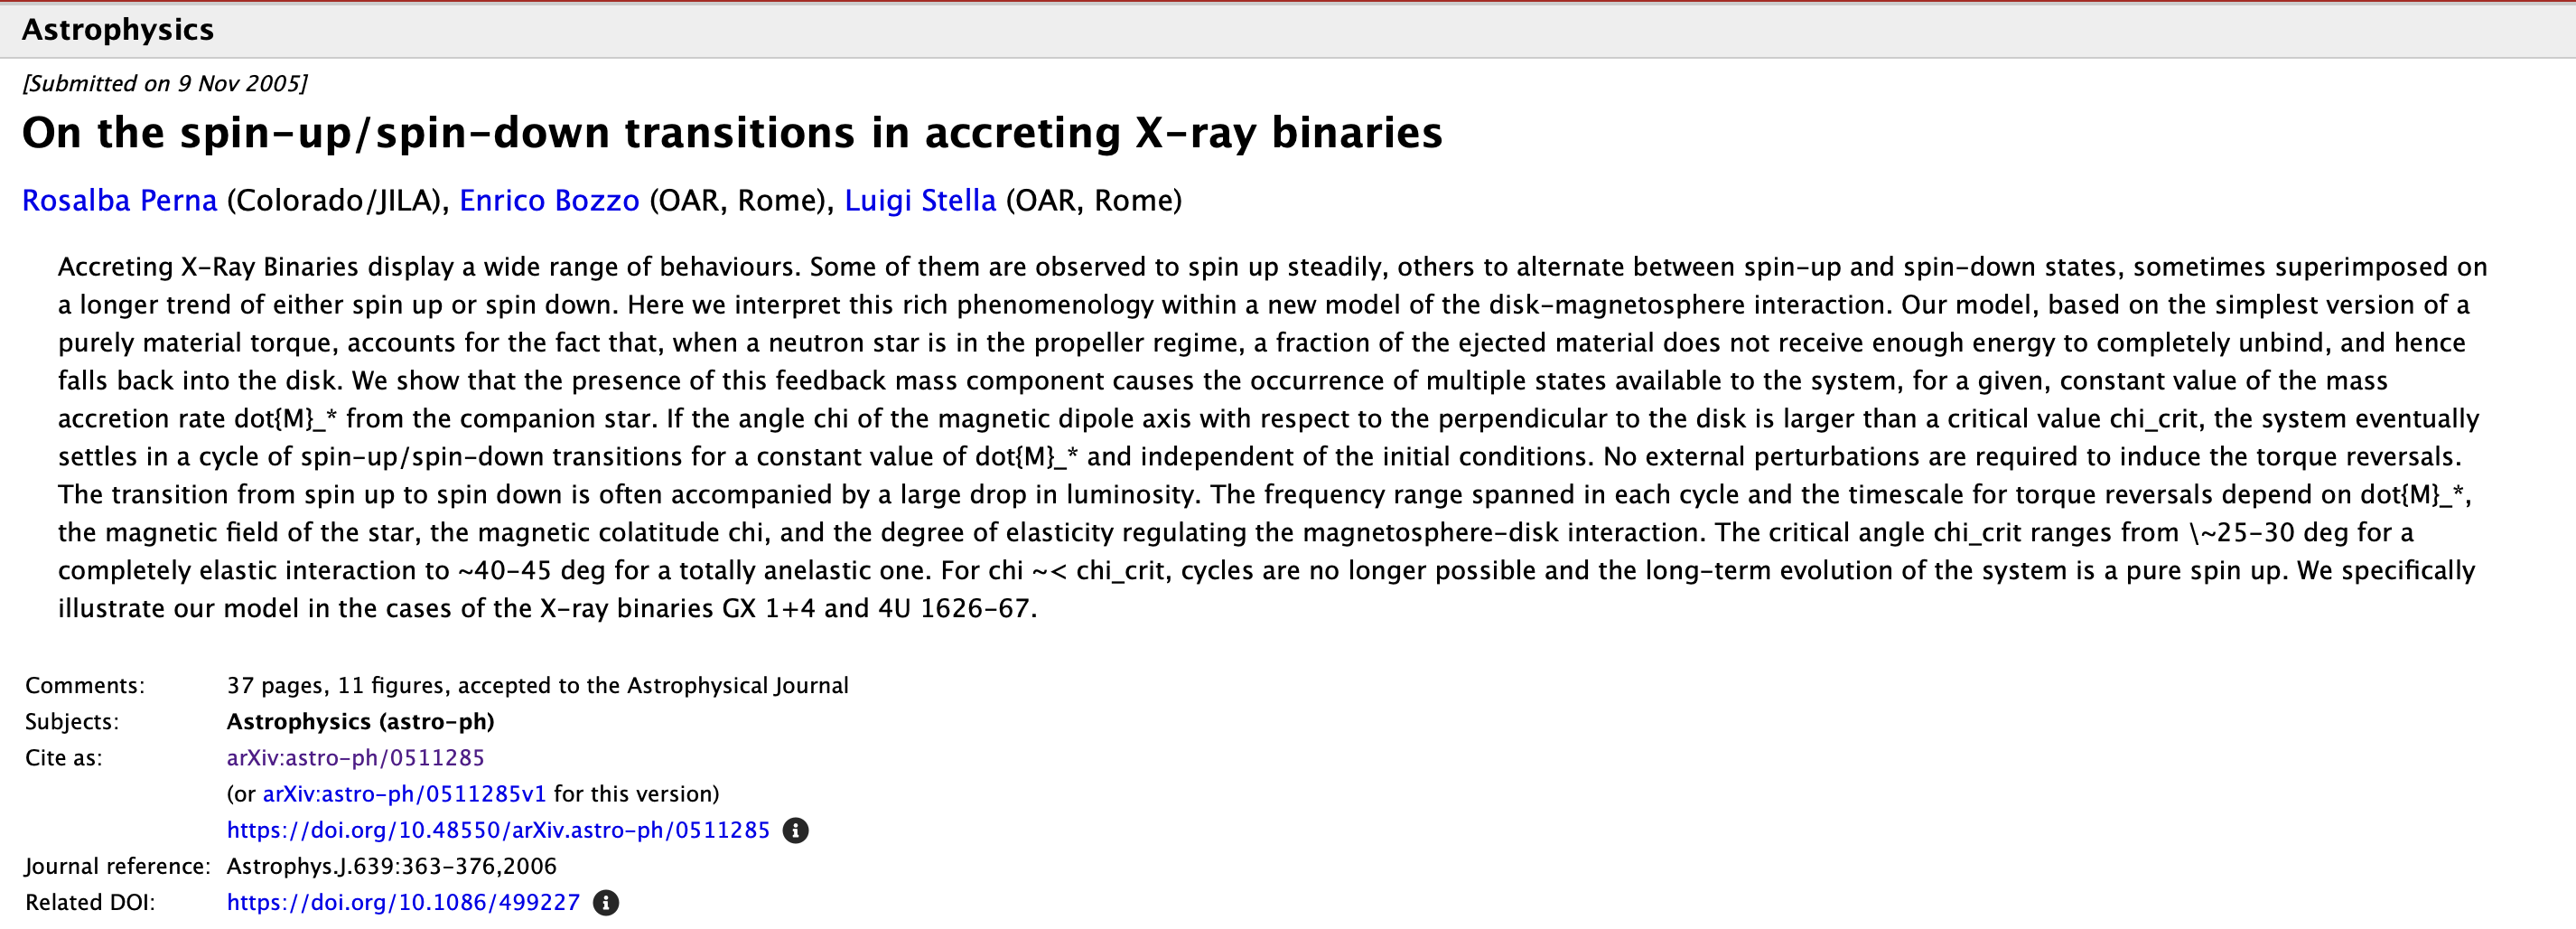 Astrophysics
[Submitted on 9 Nov 2005]
On the spin-up/spin-down transitions in accreting X-ray binaries
Rosalba Perna (Colorado/JILA), Enrico Bozzo (OAR, Rome), Luigi Stella (OAR, Rome)
Accreting X-Ray Binaries display a wide range of behaviours. Some of them are observed to spin up steadily, others to alternate between spin-up and spin-down states, sometimes superimposed on
a longer trend of either spin up or spin down. Here we interpret this rich phenomenology within a new model of the disk-magnetosphere interaction. Our model, based on the simplest version of a
purely material torque, accounts for the fact that, when a neutron star is in the propeller regime, a fraction of the ejected material does not receive enough energy to completely unbind, and hence
falls back into the disk. We show that the presence of this feedback mass component causes the occurrence of multiple states available to the system, for a given, constant value of the mass
accretion rate dot{M}_* from the companion star. If the angle chi of the magnetic dipole axis with respect to the perpendicular to the disk is larger than a critical value chi_crit, the system eventually
settles in a cycle of spin-up/spin-down transitions for a constant value of dot{M}_* and independent of the initial conditions. No external perturbations are required to induce the torque reversals.
The transition from spin up to spin down is often accompanied by a large drop in luminosity. The frequency range spanned in each cycle and the timescale for torque reversals depend on dot{M}_*,
the magnetic field of the star, the magnetic colatitude chi, and the degree of elasticity regulating the magnetosphere-disk interaction. The critical angle chi_crit ranges from \~25-30 deg for a
completely elastic interaction to ~40-45 deg for a totally anelastic one. For chi ~< chi_crit, cycles are no longer possible and the long-term evolution of the system is a pure spin up. We specifically
illustrate our model in the cases of the X-ray binaries GX 1+4 and 4U 1626-67.
Comments: 37 pages, 11 figures, accepted to the Astrophysical Journal
Subjects: Astrophysics (astro-ph)
Cite as: arXiv:astro-ph/0511285
(or arXiv:astro-ph/0511285v1 for this version)
https://doi.org/10.48550/arXiv.astro-ph/0511285 i
Journal reference: Astrophys.J.639:363-376,2006
Related DOI: https://doi.org/10.1086/499227 i